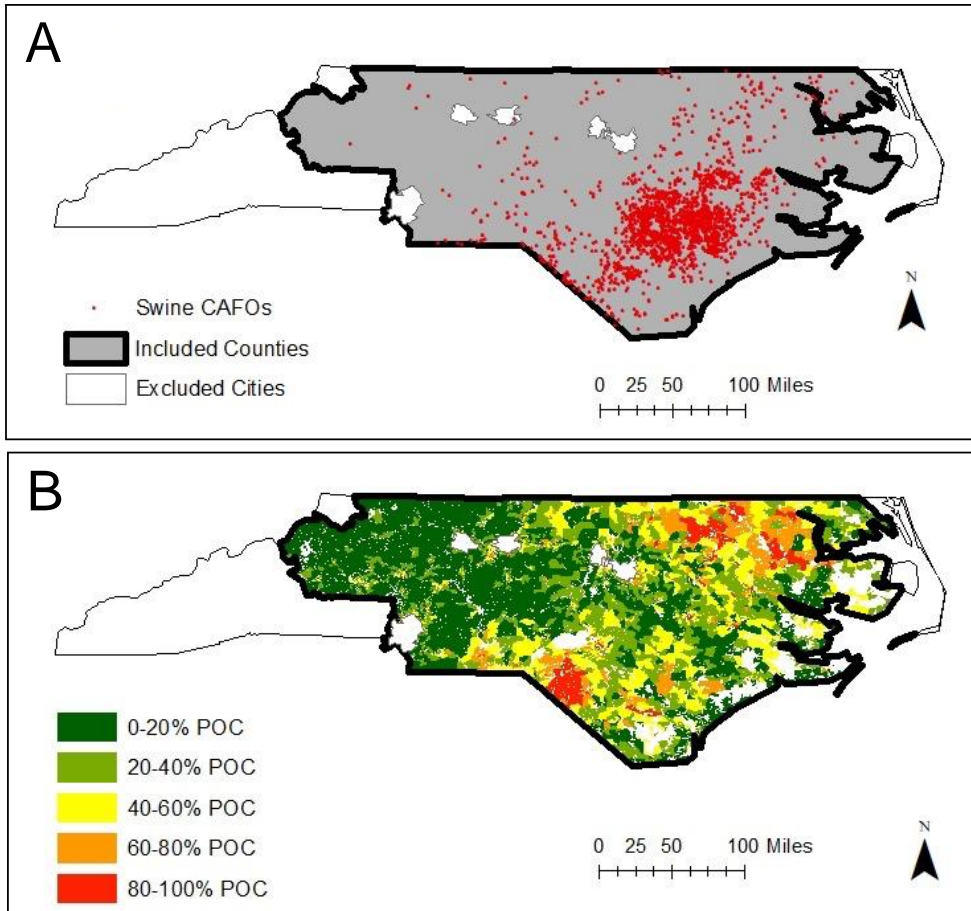 A
Swine CAFOs
Included Counties
Excluded Cities
N
0 25 50 100 Miles
B
0-20% POC
20-40% POC
40-60% POC
60-80% POC
80-100% POC
N
0 25 50 100 Miles